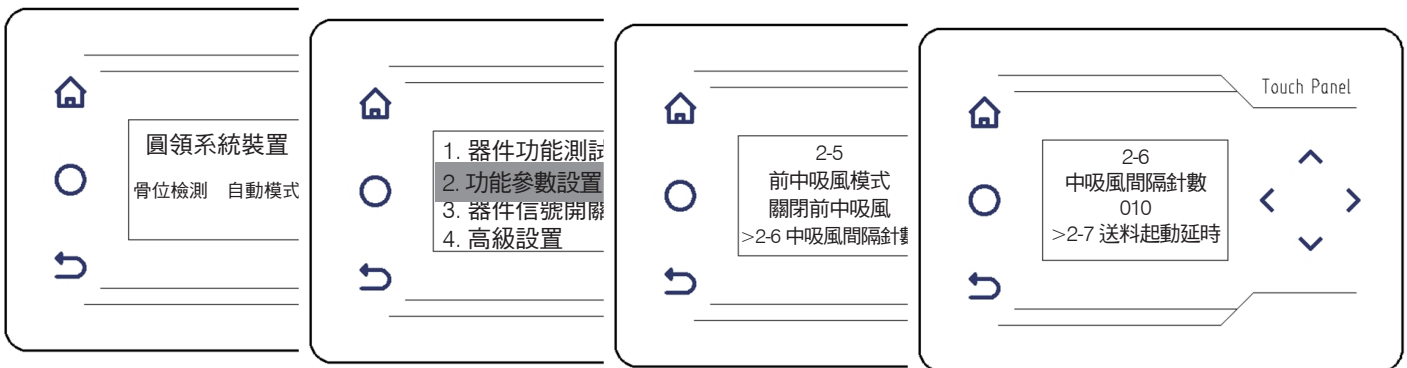 圓領系統裝置
骨位檢測 自動模式
1. 器件功能測試
2. 功能參數設置
3. 器件信號開關
4. 高級設置
2-5
前中吸風模式
關閉前中吸風
>2-6 中吸風間隔針數
Touch Panel
2-6
中吸風間隔針數
010
>2-7 送料起動延時